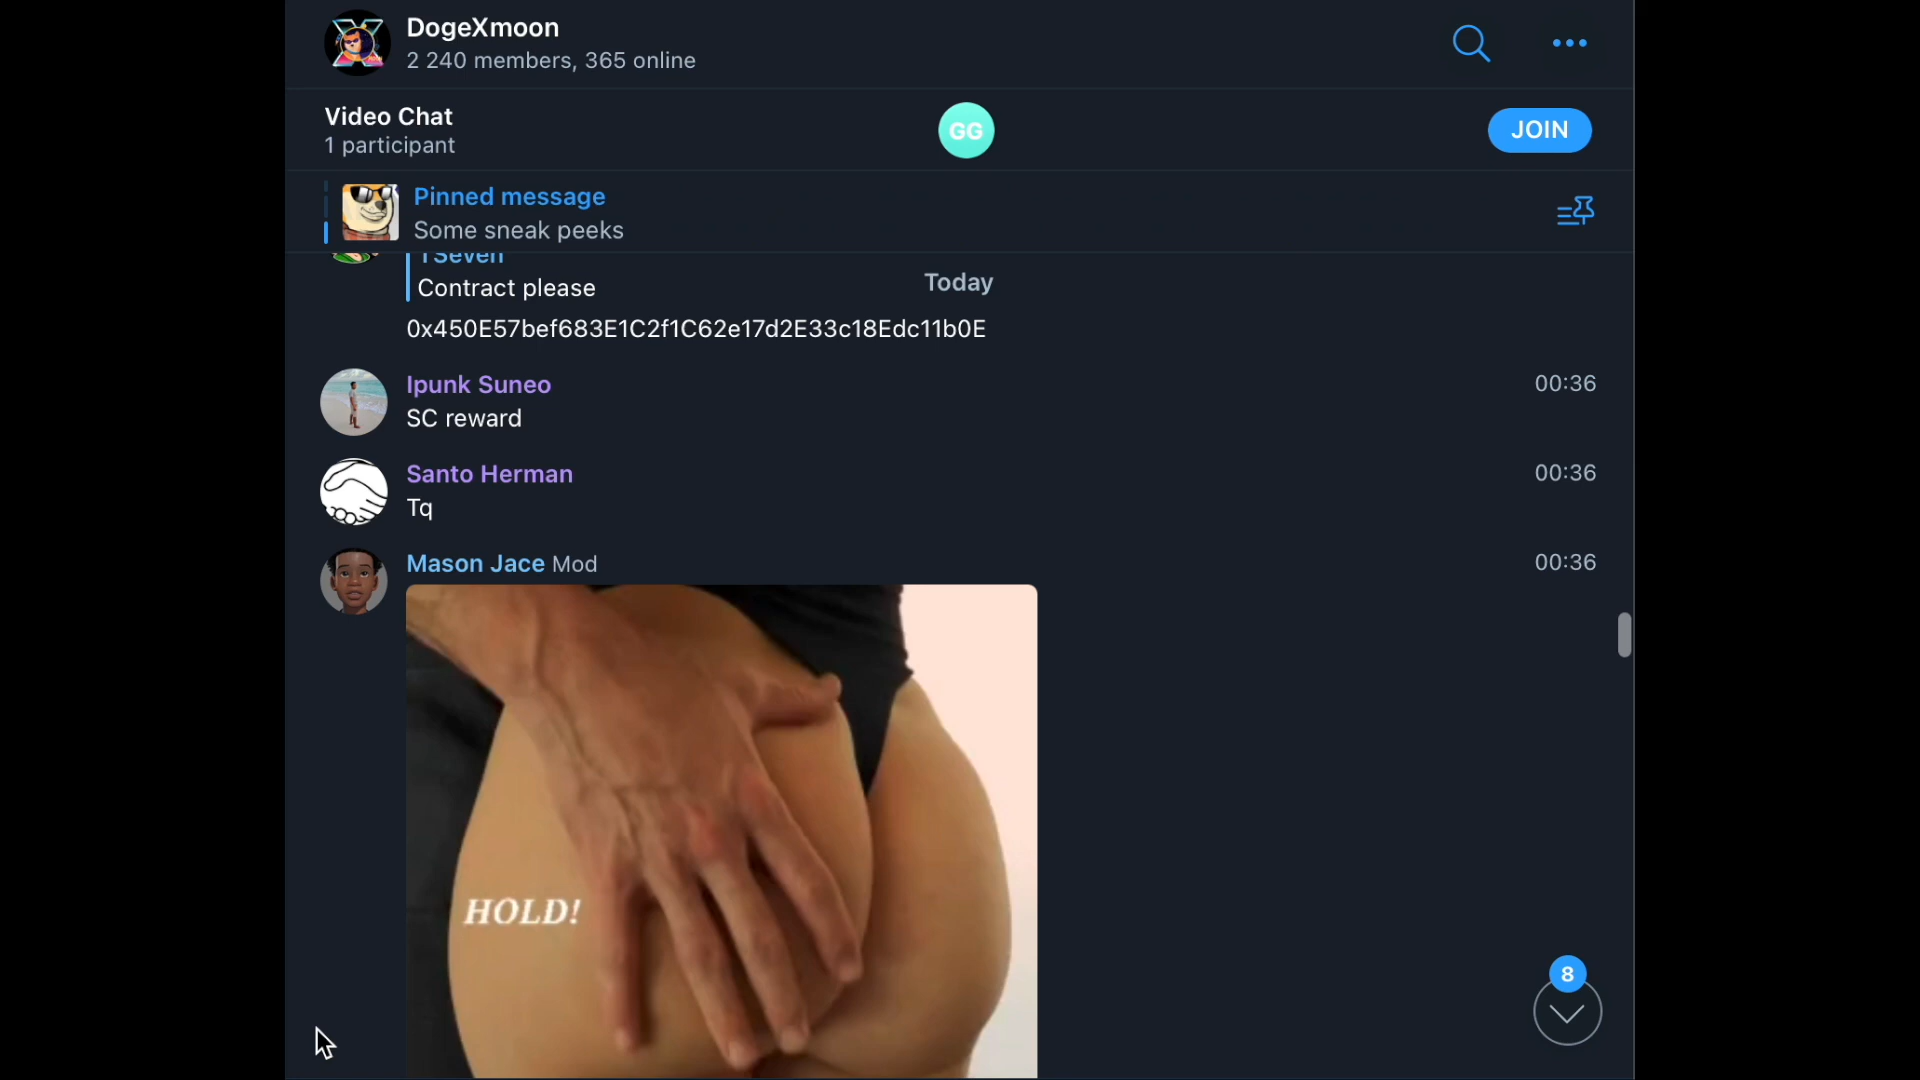 DogeXmoon
2 240 members, 365 online
Video Chat
1 participant
GG
JOIN
Pinned message
Some sneak peeks
T Seven
Contract please
Today
0x450E57bef683E1C2f1C62e17d2E33c18Edc11b0E
Ipunk Suneo
00:36
SC reward
Santo Herman
00:36
Tq
Mason Jace Mod
00:36
HOLD!
8